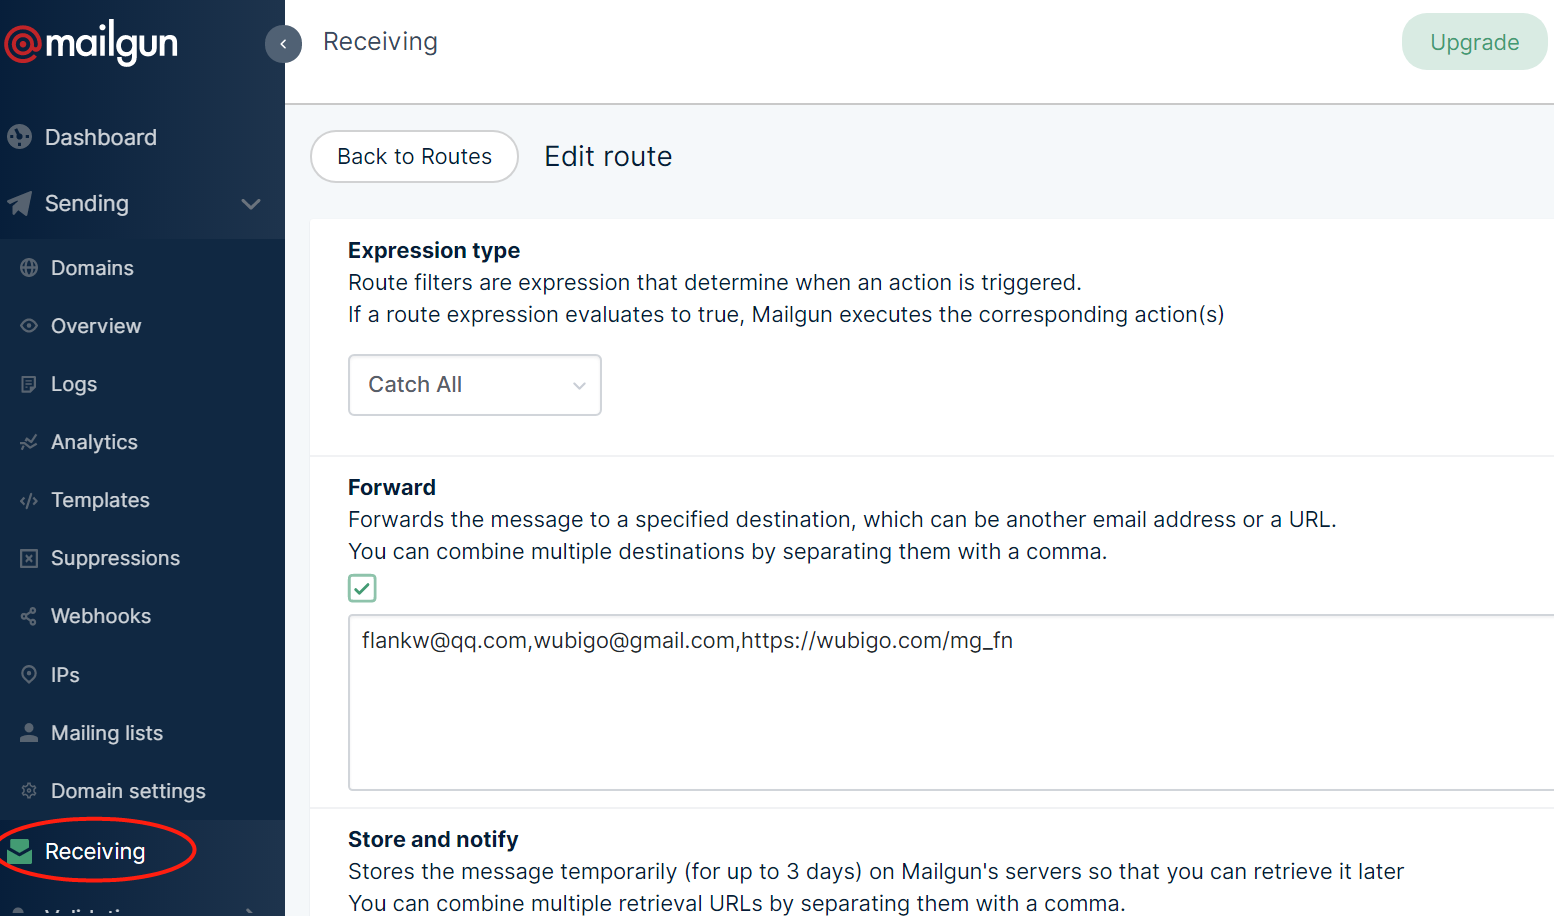 @mailgun
Dashboard
Sending
Domains
Overview
Logs
Analytics
Templates
Suppressions
Webhooks
IPs
Mailing lists
Domain settings
Receiving
Receiving
Upgrade
Back to Routes
Edit route
Expression type
Route filters are expression that determine when an action is triggered.
If a route expression evaluates to true, Mailgun executes the corresponding action(s)
Catch All
Forward
Forwards the message to a specified destination, which can be another email address or a URL.
You can combine multiple destinations by separating them with a comma.
flankw@qq.com,wubigo@gmail.com,https://wubigo.com/mg_fn
Store and notify
Stores the message temporarily (for up to 3 days) on Mailgun's servers so that you can retrieve it later
You can combine multiple retrieval URLs by separating them with a comma.